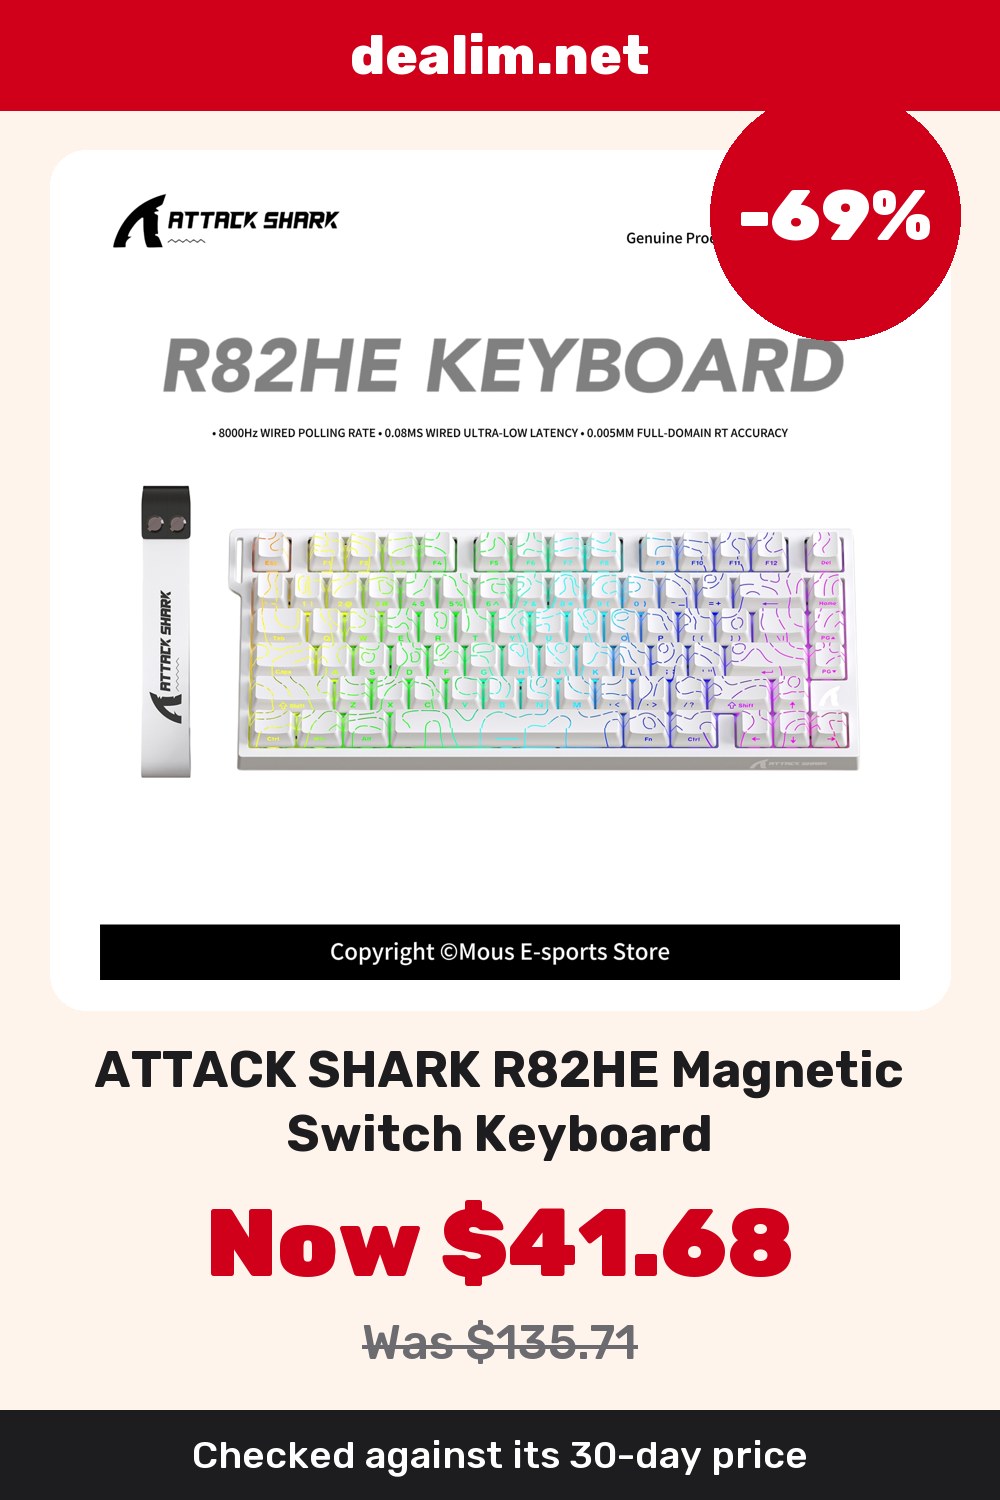 dealim.net
-69%
ATTACK SHARK
Genuine
R82HE KEYBOARD
• 8000Hz WIRED POLLING RATE • 0.08MS WIRED ULTRA-LOW LATENCY • 0.005MM FULL-DOMAIN RT ACCURACY
ATTACK SHARK
ATTACK SHARK
Copyright ©Mous E-sports Store
ATTACK SHARK R82HE Magnetic
Switch Keyboard
Now $41.68
Was $135.71
Checked against its 30-day price